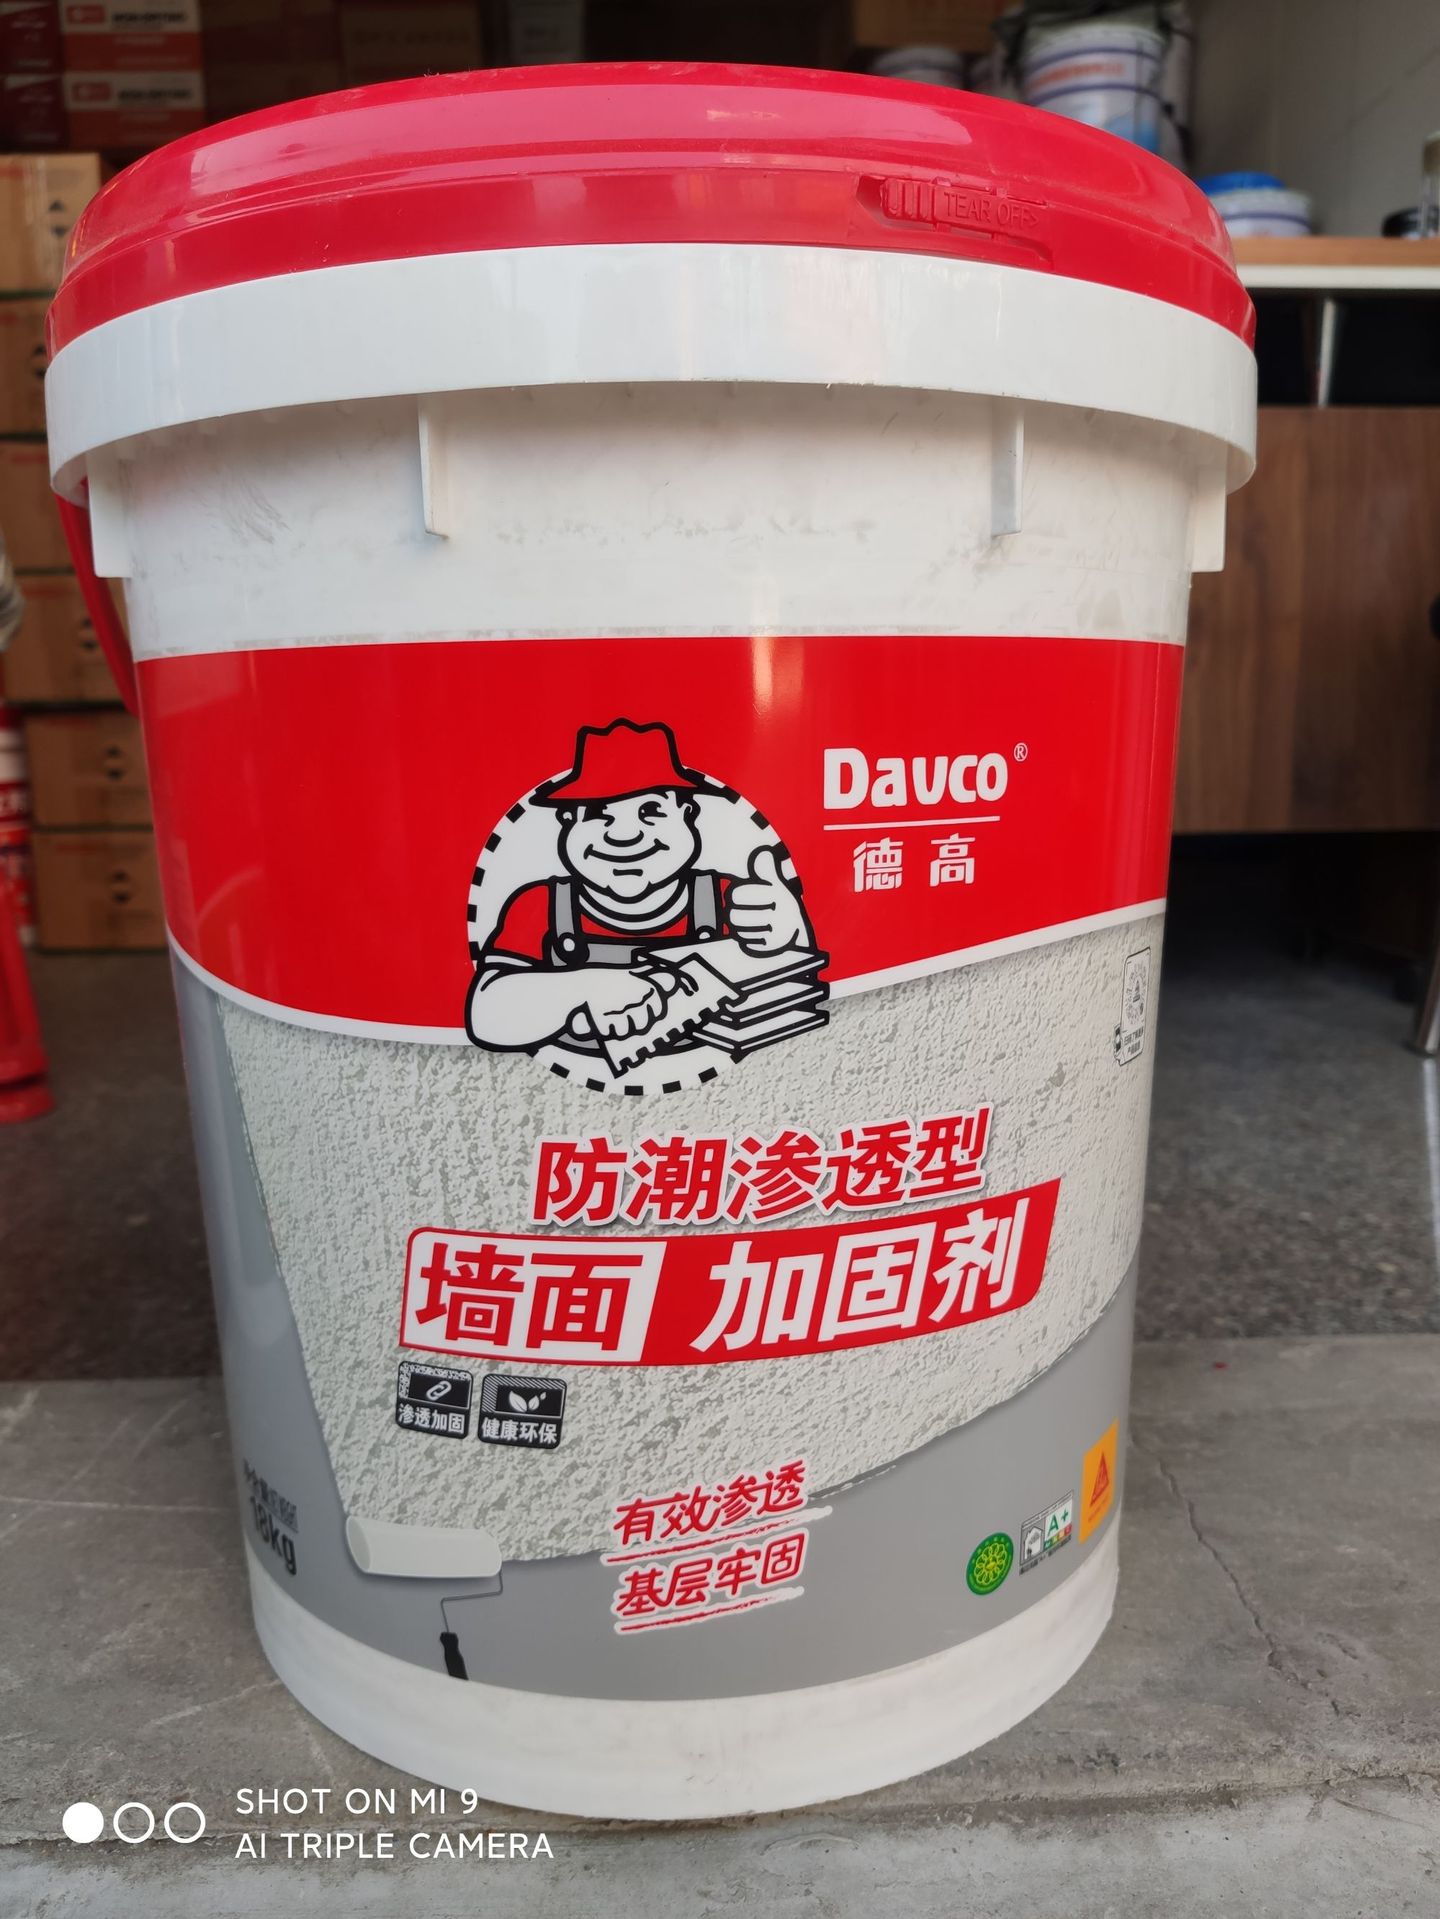 TEAR OFF>
Davco®
德高
防潮渗透型
墙面 加固剂
渗透加固
健康环保
有效渗透
基层牢固
18kg
A+
SHOT ON MI 9
AI TRIPLE CAMERA